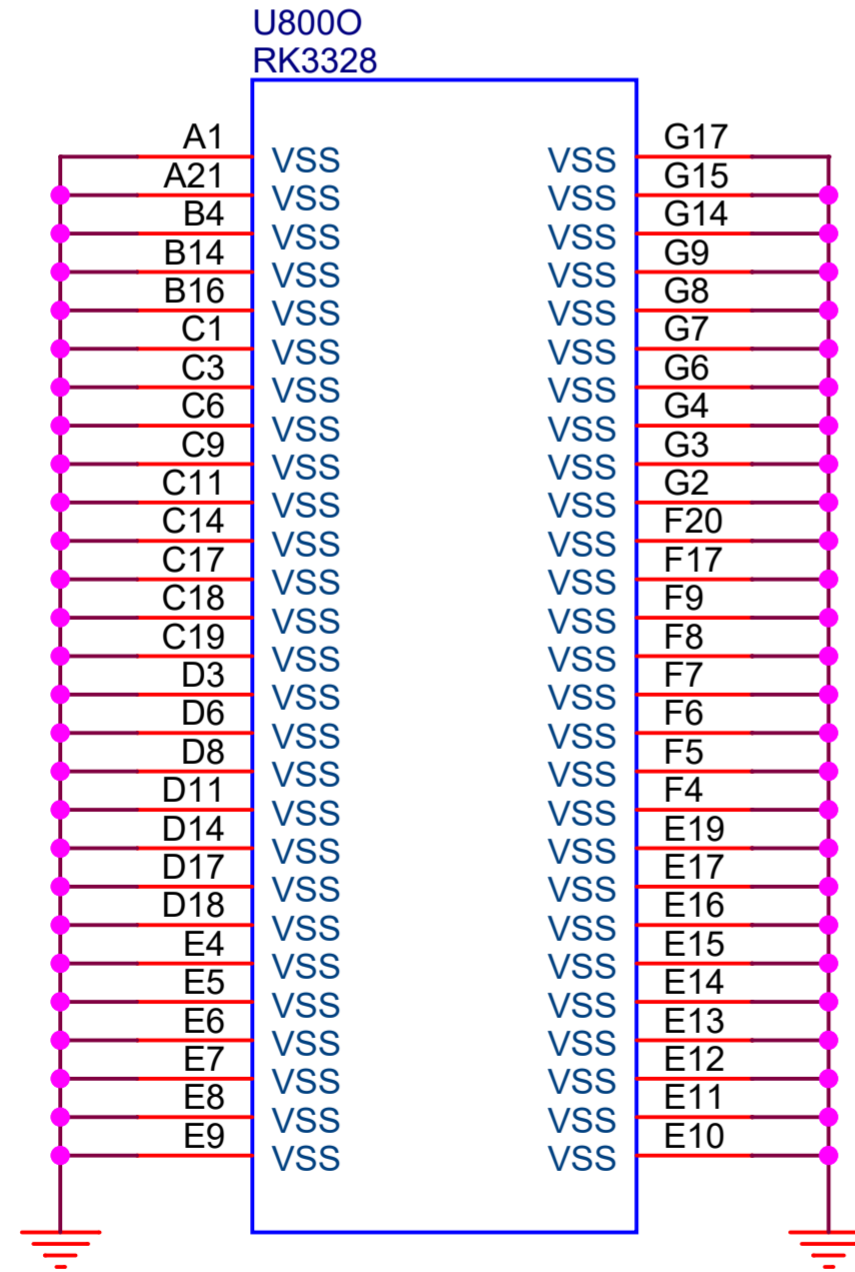 U800O
RK3328
A1 VSS VSS G17
A21 VSS VSS G15
B4 VSS VSS G14
B14 VSS VSS G9
B16 VSS VSS G8
C1 VSS VSS G7
C3 VSS VSS G6
C6 VSS VSS G4
C9 VSS VSS G3
C11 VSS VSS G2
C14 VSS VSS F20
C17 VSS VSS F17
C18 VSS VSS F9
C19 VSS VSS F8
D3 VSS VSS F7
D6 VSS VSS F6
D8 VSS VSS F5
D11 VSS VSS F4
D14 VSS VSS E19
D17 VSS VSS E17
D18 VSS VSS E16
E4 VSS VSS E15
E5 VSS VSS E14
E6 VSS VSS E13
E7 VSS VSS E12
E8 VSS VSS E11
E9 VSS VSS E10